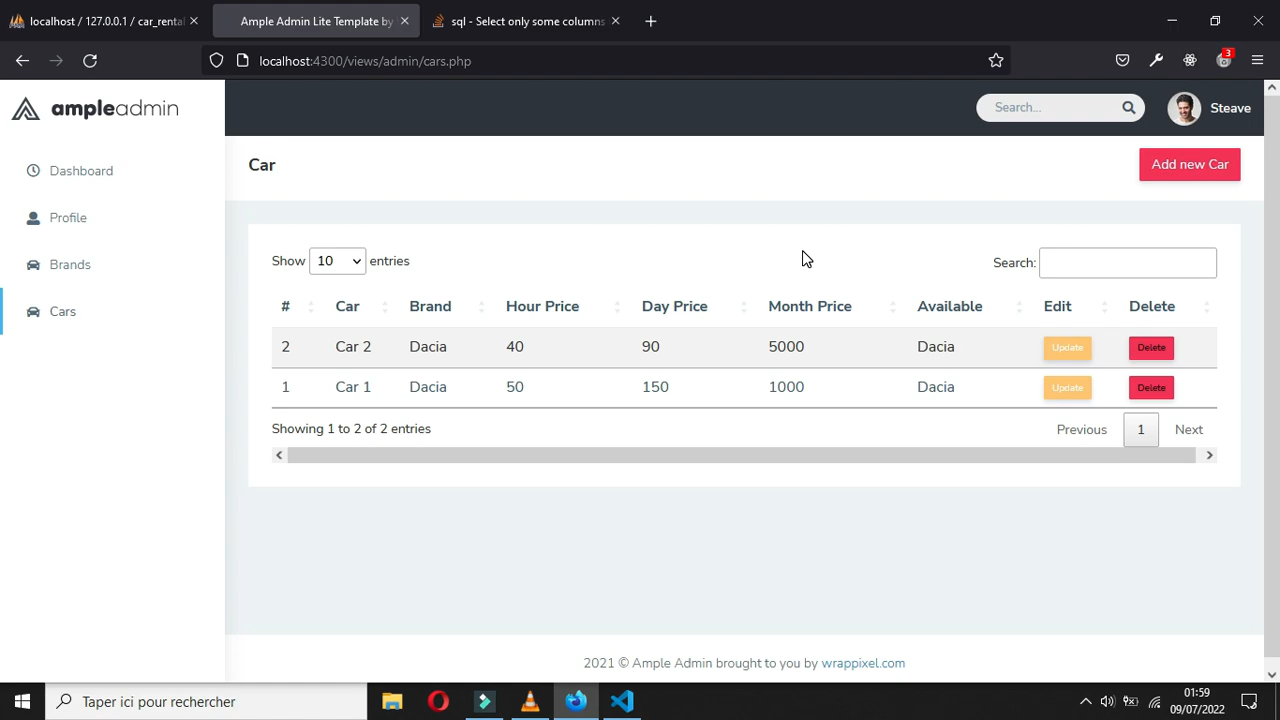 localhost / 127.0.0.1 / car_rental
Ample Admin Lite Template by
sql - Select only some columns
localhost:4300/views/admin/cars.php
3
ampleadmin
Search...
Steave
Dashboard
Profile
Brands
Cars
Car
Add new Car
Show 10 entries
Search:
# Car Brand Hour Price Day Price Month Price Available Edit Delete
2 Car 2 Dacia 40 90 5000 Dacia Update Delete
1 Car 1 Dacia 50 150 1000 Dacia Update Delete
Showing 1 to 2 of 2 entries
Previous 1 Next
2021 © Ample Admin brought to you by wrappixel.com
Taper ici pour rechercher
01:59
09/07/2022